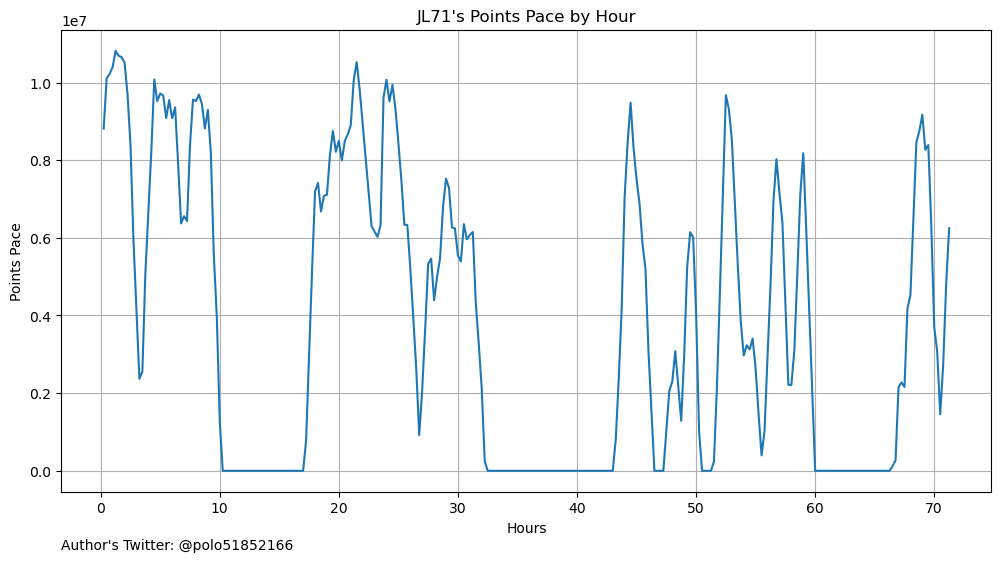 JL71's Points Pace by Hour
1e7
1.0
0.8
0.6
0.4
0.2
0.0
Points Pace
0 10 20 30 40 50 60 70
Hours
Author's Twitter: @polo51852166